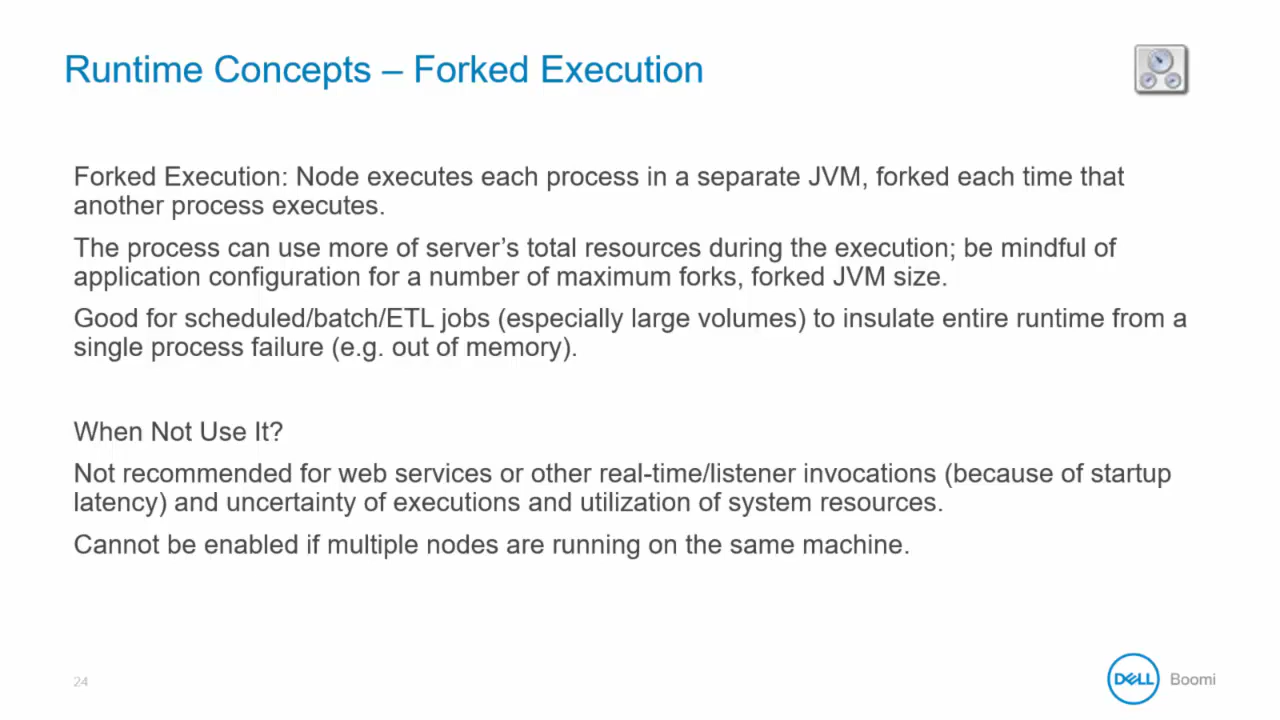 Runtime Concepts – Forked Execution
Forked Execution: Node executes each process in a separate JVM, forked each time that
another process executes.
The process can use more of server's total resources during the execution; be mindful of
application configuration for a number of maximum forks, forked JVM size.
Good for scheduled/batch/ETL jobs (especially large volumes) to insulate entire runtime from a
single process failure (e.g. out of memory).
When Not Use It?
Not recommended for web services or other real-time/listener invocations (because of startup
latency) and uncertainty of executions and utilization of system resources.
Cannot be enabled if multiple nodes are running on the same machine.
24
DELL Boomi